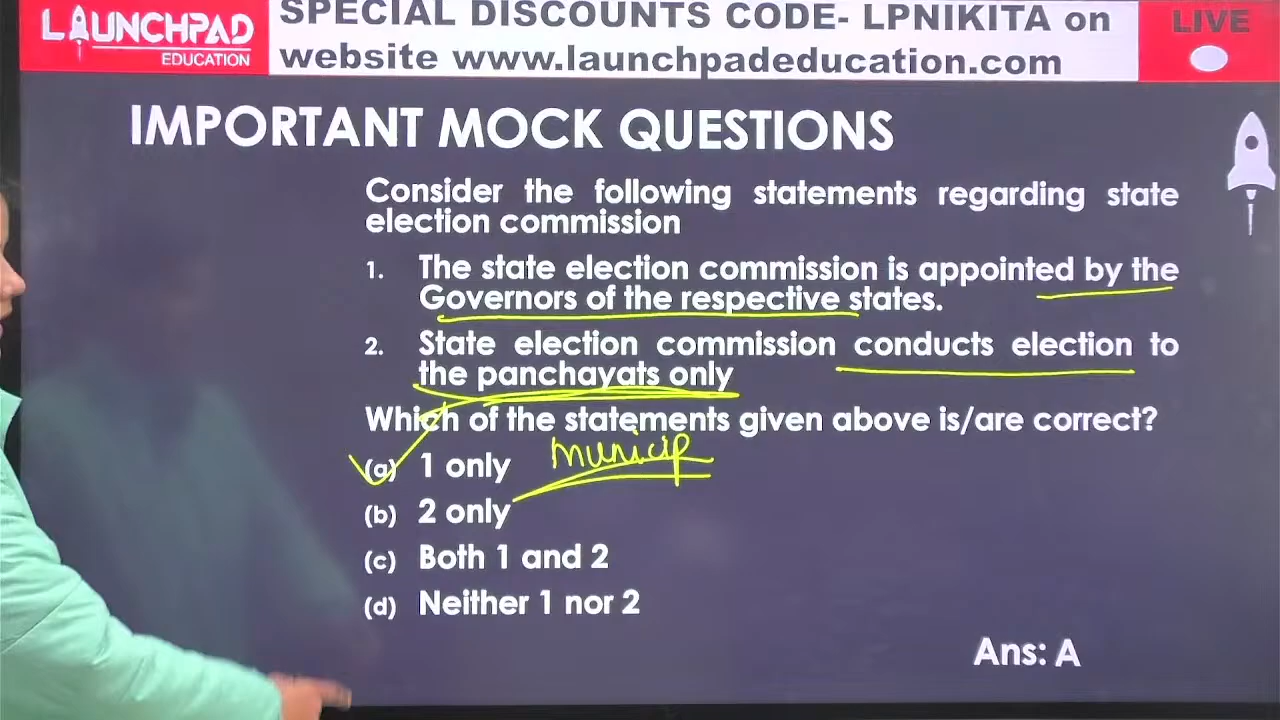 LAUNCHPAD
EDUCATION
SPECIAL DISCOUNTS CODE- LPNIKITA on
website www.launchpadeducation.com
LIVE
IMPORTANT MOCK QUESTIONS
Consider the following statements regarding state
election commission
1. The state election commission is appointed by the
Governors of the respective states.
2. State election commission conducts election to
the panchayats only
Which of the statements given above is/are correct?
(a) 1 only
municip
(b) 2 only
(c) Both 1 and 2
(d) Neither 1 nor 2
Ans: A